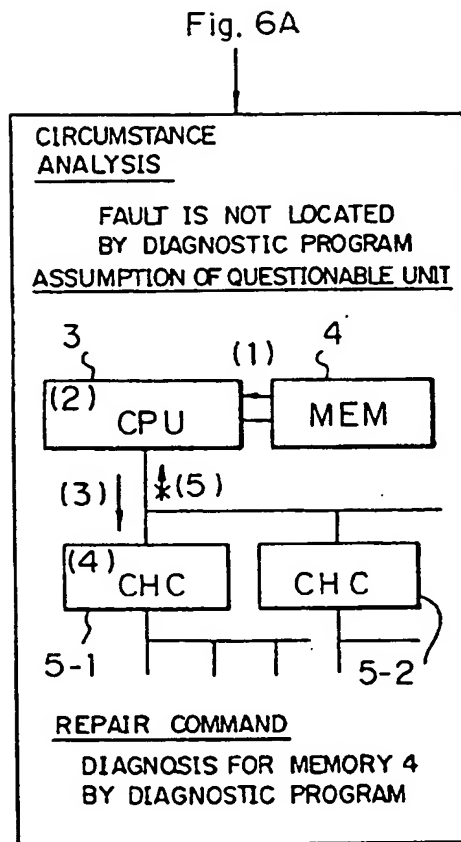 Fig. 6A
CIRCUMSTANCE
ANALYSIS
FAULT IS NOT LOCATED
BY DIAGNOSTIC PROGRAM
ASSUMPTION OF QUESTIONABLE UNIT
3 (1) 4
(2) CPU MEM
(3) (5)
(4) CHC CHC
5-1 5-2
REPAIR COMMAND
DIAGNOSIS FOR MEMORY 4
BY DIAGNOSTIC PROGRAM